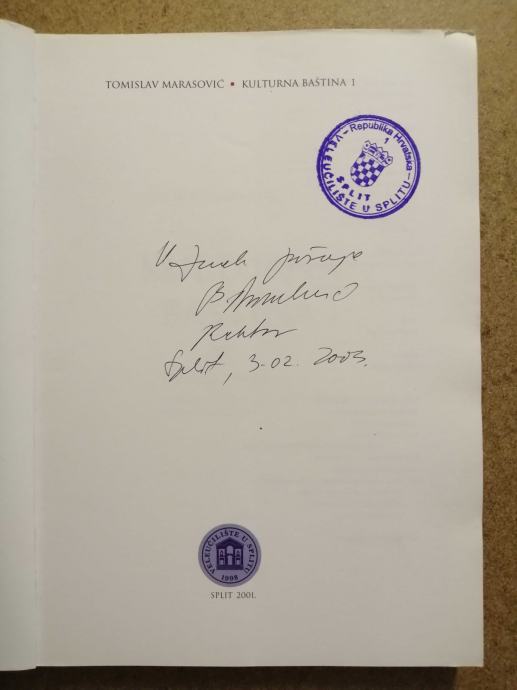 TOMISLAV MARASOVIĆ ▪ KULTURNA BAŠTINA 1
Republika Hrvatska
1
SPLIT
VELEUČILIŠTE U SPLITU
U znak
Rektor
Split, 3.02. 2003.
VELEUČILIŠTE U SPLITU
1998
SPLIT 2001.